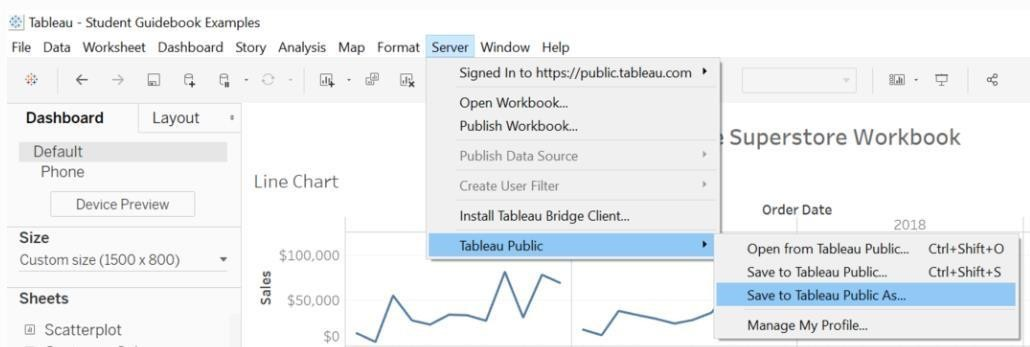 Tableau - Student Guidebook Examples
File Data Worksheet Dashboard Story Analysis Map Format Server Window Help
Signed In to https://public.tableau.com
Open Workbook...
Publish Workbook...
Publish Data Source
Create User Filter
Install Tableau Bridge Client...
Tableau Public
Open from Tableau Public... Ctrl+Shift+O
Save to Tableau Public... Ctrl+Shift+S
Save to Tableau Public As...
Manage My Profile...
Dashboard Layout
Default
Phone
Device Preview
Size
Custom size (1500 x 800)
Sheets
Scatterplot
Superstore Workbook
Line Chart
Order Date
2018
Sales
$100,000
$50,000
$0